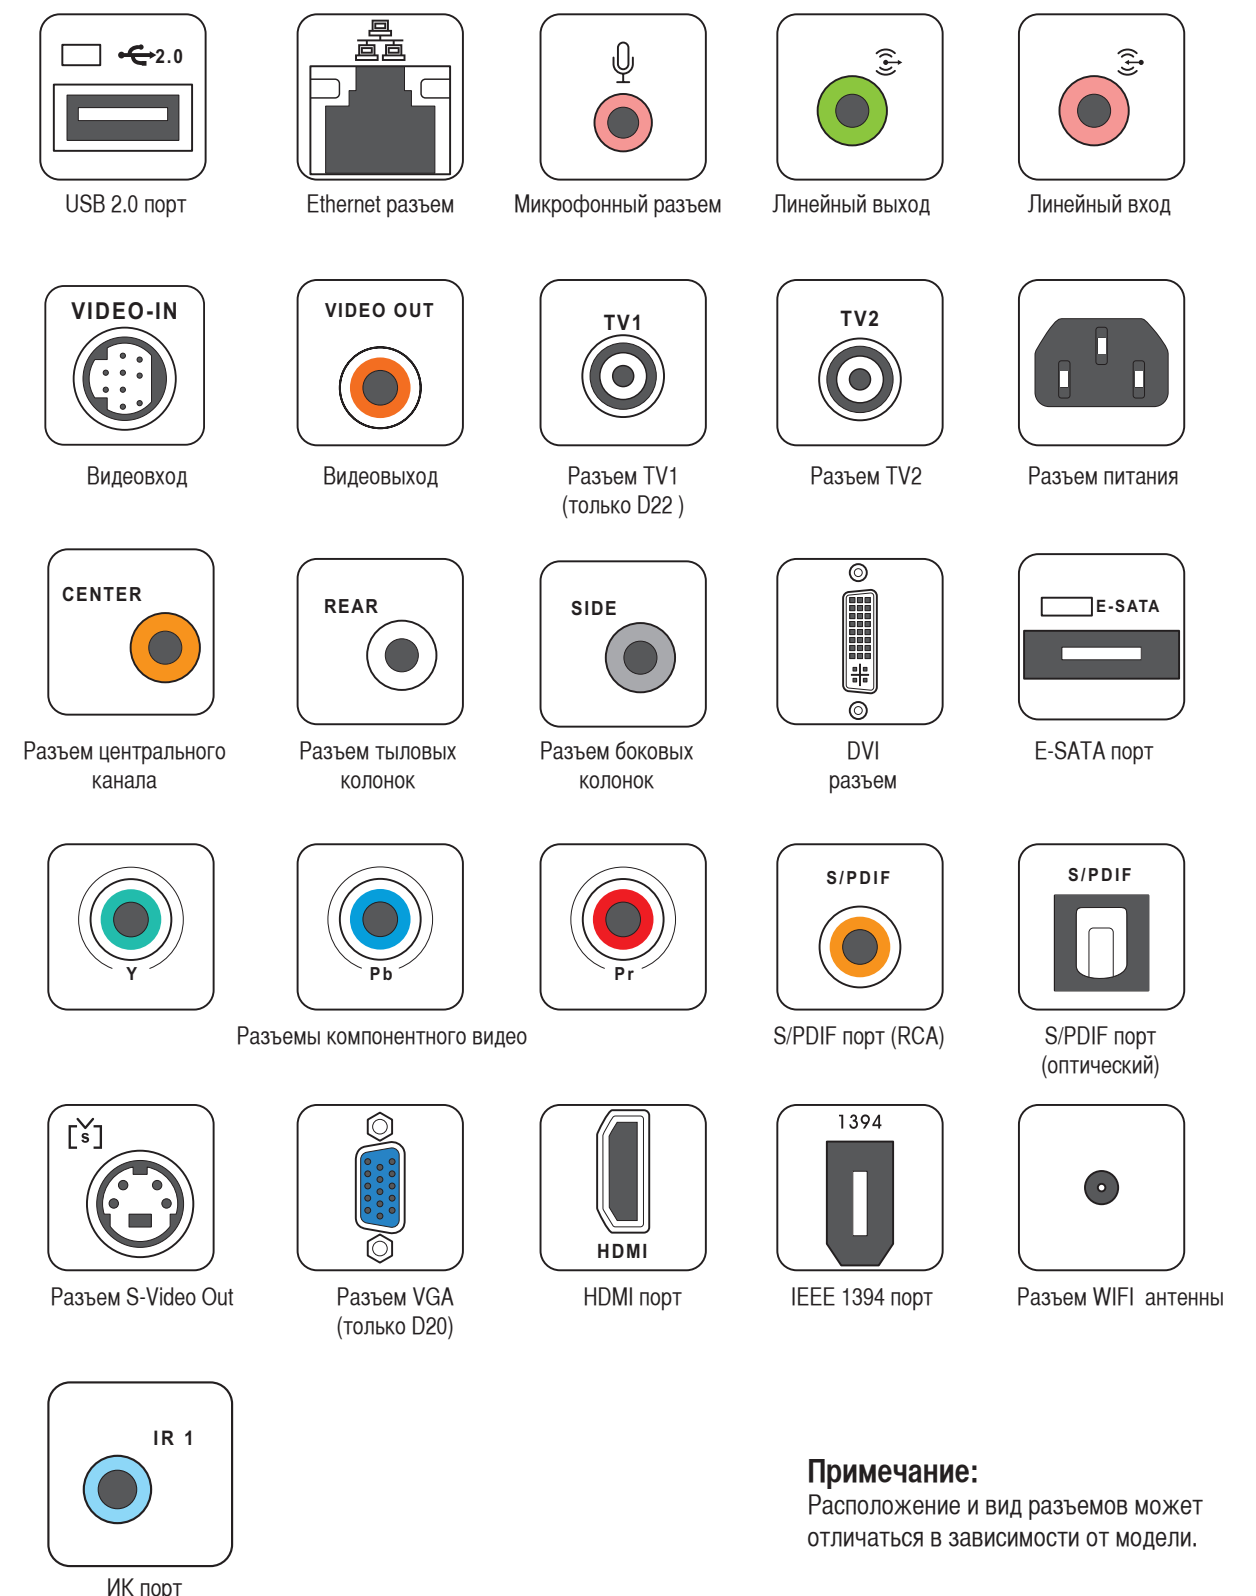 2.0
USB 2.0 порт
Ethernet разъем
Микрофонный разъем
Линейный выход
Линейный вход
VIDEO-IN
VIDEO OUT
TV1
TV2
Видеовход
Видеовыход
Разъем TV1
(только D22 )
Разъем TV2
Разъем питания
CENTER
REAR
SIDE
E-SATA
Разъем центрального
канала
Разъем тыловых
колонок
Разъем боковых
колонок
DVI
разъем
E-SATA порт
Y
Pb
Pr
S/PDIF
S/PDIF
Разъемы компонентного видео
S/PDIF порт (RCA)
S/PDIF порт
(оптический)
S
HDMI
1394
Разъем S-Video Out
Разъем VGA
(только D20)
HDMI порт
IEEE 1394 порт
Разъем WIFI антенны
IR 1
ИК порт
Примечание:
Расположение и вид разъемов может
отличаться в зависимости от модели.